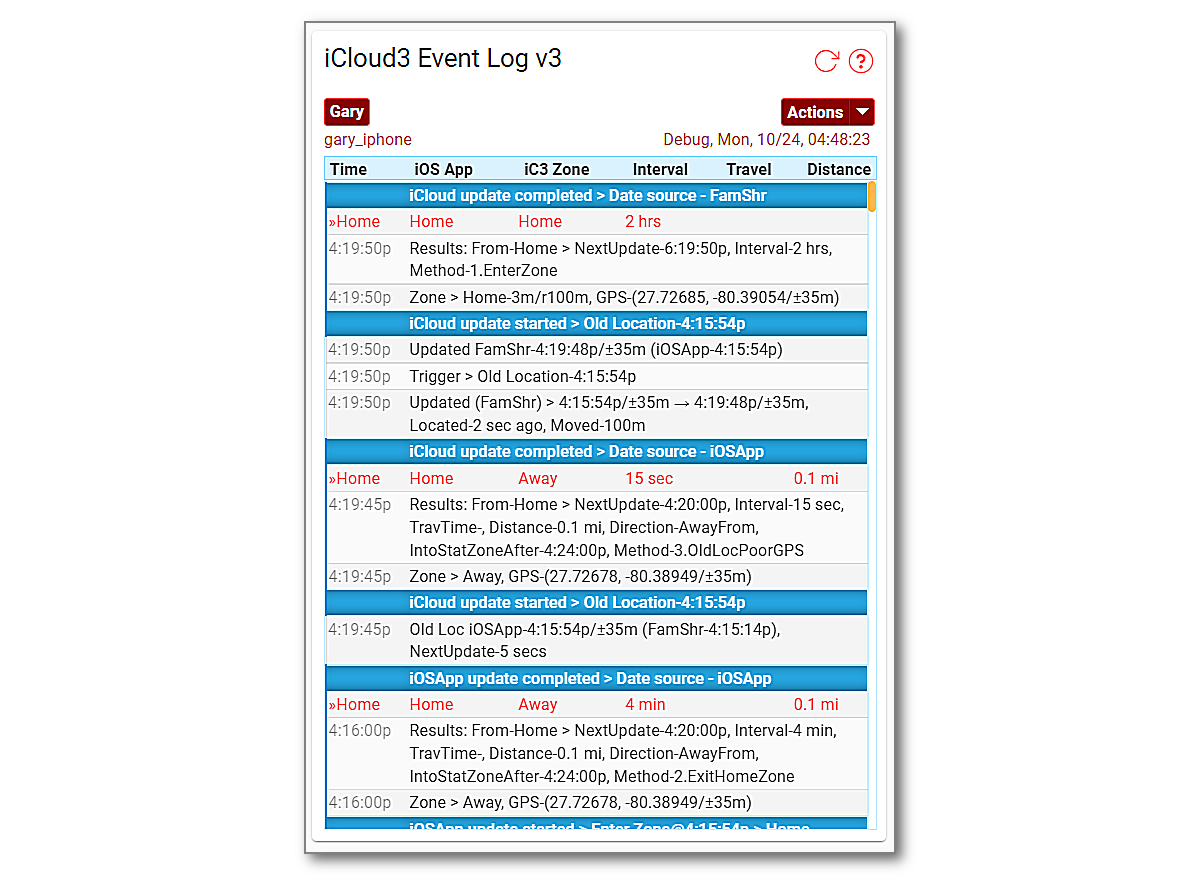 iCloud3 Event Log v3
Gary
Actions
gary_iphone
Debug, Mon, 10/24, 04:48:23
Time iOS App iC3 Zone Interval Travel Distance
iCloud update completed > Date source - FamShr
»Home Home Home 2 hrs
4:19:50p Results: From-Home > NextUpdate-6:19:50p, Interval-2 hrs,
Method-1.EnterZone
4:19:50p Zone > Home-3m/r100m, GPS-(27.72685, -80.39054/±35m)
iCloud update started > Old Location-4:15:54p
4:19:50p Updated FamShr-4:19:48p/±35m (iOSApp-4:15:54p)
4:19:50p Trigger > Old Location-4:15:54p
4:19:50p Updated (FamShr) > 4:15:54p/±35m → 4:19:48p/±35m,
Located-2 sec ago, Moved-100m
iCloud update completed > Date source - iOSApp
»Home Home Away 15 sec 0.1 mi
4:19:45p Results: From-Home > NextUpdate-4:20:00p, Interval-15 sec,
TravTime-, Distance-0.1 mi, Direction-AwayFrom,
IntoStatZoneAfter-4:24:00p, Method-3.OldLocPoorGPS
4:19:45p Zone > Away, GPS-(27.72678, -80.38949/±35m)
iCloud update started > Old Location-4:15:54p
4:19:45p Old Loc iOSApp-4:15:54p/±35m (FamShr-4:15:14p),
NextUpdate-5 secs
iOSApp update completed > Date source - iOSApp
»Home Home Away 4 min 0.1 mi
4:16:00p Results: From-Home > NextUpdate-4:20:00p, Interval-4 min,
TravTime-, Distance-0.1 mi, Direction-AwayFrom,
IntoStatZoneAfter-4:24:00p, Method-2.ExitHomeZone
4:16:00p Zone > Away, GPS-(27.72678, -80.38949/±35m)
iOSApp update started > Enter Zone@4:15:54p > Home